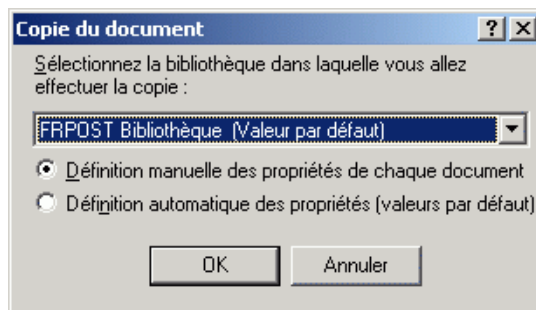 Copie du document
Sélectionnez la bibliothèque dans laquelle vous allez
effectuer la copie :
FRPOST Bibliothèque (Valeur par défaut)
Définition manuelle des propriétés de chaque document
Définition automatique des propriétés (valeurs par défaut)
OK
Annuler